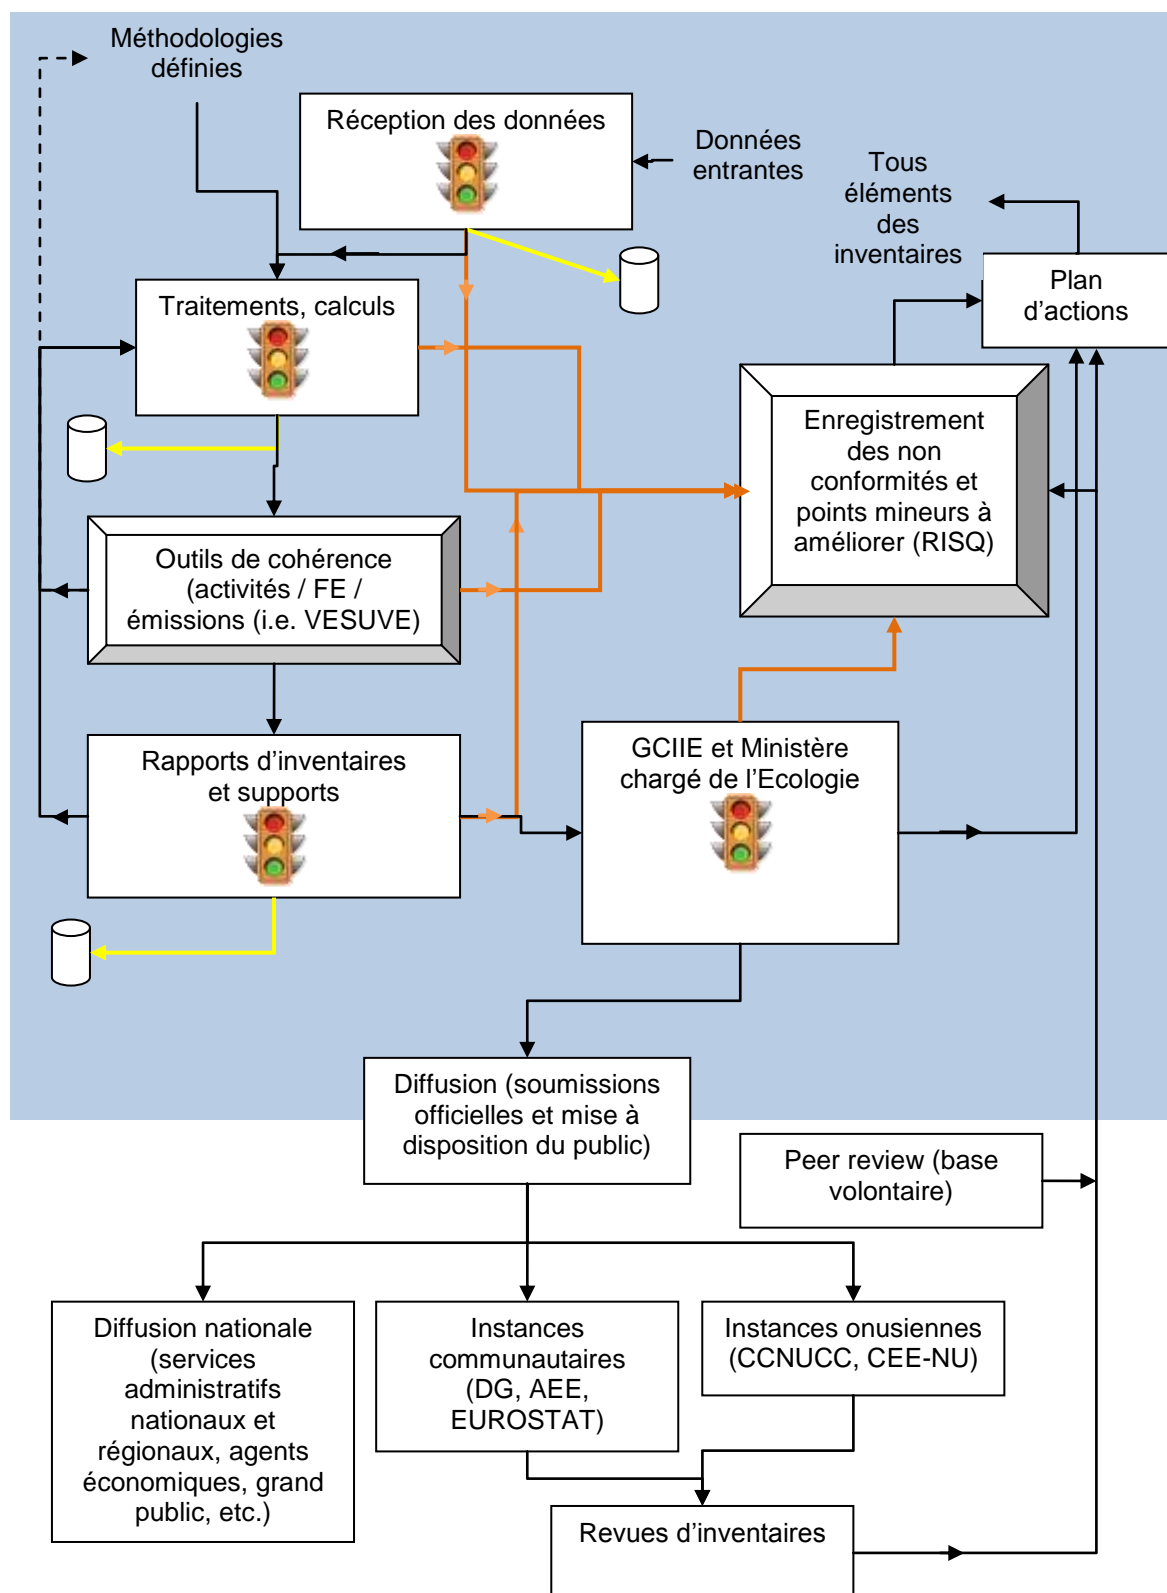 Méthodologies
définies
Réception des données
Données
entrantes
Tous
éléments
des
inventaires
Plan
d’actions
Traitements, calculs
Enregistrement
des non
conformités et
points mineurs à
améliorer (RISQ)
Outils de cohérence
(activités / FE /
émissions (i.e. VESUVE)
Rapports d’inventaires
et supports
GCIIE et Ministère
chargé de l’Ecologie
Diffusion (soumissions
officielles et mise à
disposition du public)
Peer review (base
volontaire)
Diffusion nationale
(services
administratifs
nationaux et
régionaux, agents
économiques, grand
public, etc.)
Instances
communautaires
(DG, AEE,
EUROSTAT)
Instances onusiennes
(CCNUCC, CEE-NU)
Revues d’inventaires